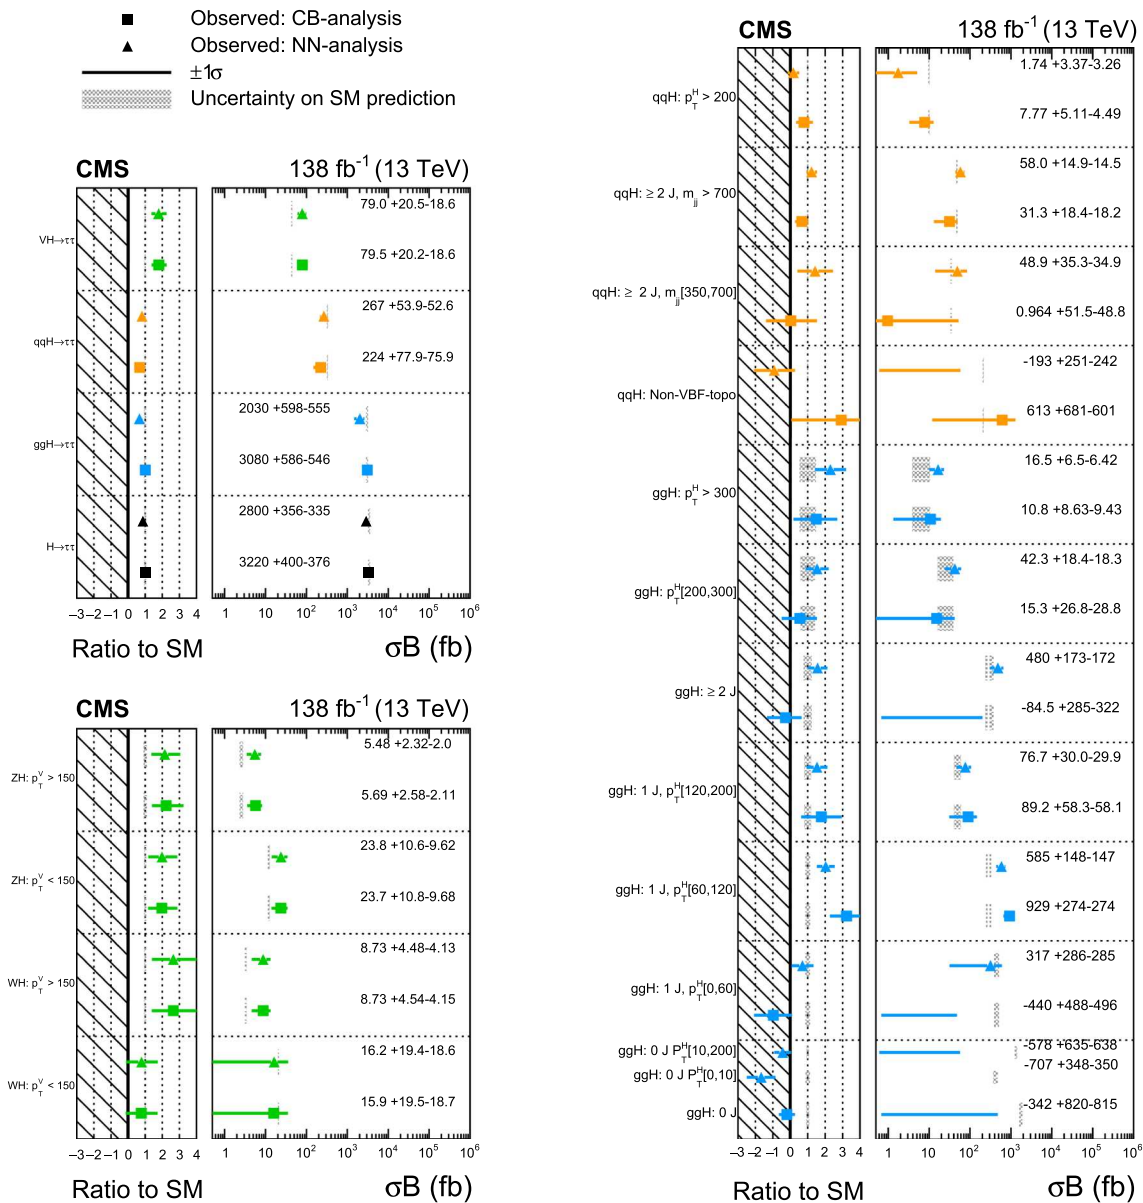 Observed: CB-analysis
Observed: NN-analysis
±1σ
Uncertainty on SM prediction
CMS 138 fb⁻¹ (13 TeV)
VH→ττ
79.0 +20.5-18.6
79.5 +20.2-18.6
qqH→ττ
267 +53.9-52.6
224 +77.9-75.9
ggH→ττ
2030 +598-555
3080 +586-546
H→ττ
2800 +356-335
3220 +400-376
−3 −2 −1 0 1 2 3 4
1 10 10² 10³ 10⁴ 10⁵ 10⁶
Ratio to SM
σB (fb)
CMS 138 fb⁻¹ (13 TeV)
ZH: p_T^V > 150
5.48 +2.32-2.0
5.69 +2.58-2.11
ZH: p_T^V < 150
23.8 +10.6-9.62
23.7 +10.8-9.68
WH: p_T^V > 150
8.73 +4.48-4.13
8.73 +4.54-4.15
WH: p_T^V < 150
16.2 +19.4-18.6
15.9 +19.5-18.7
−3 −2 −1 0 1 2 3 4
1 10 10² 10³ 10⁴ 10⁵ 10⁶
Ratio to SM
σB (fb)
CMS 138 fb⁻¹ (13 TeV)
qqH: p_T^H > 200
1.74 +3.37-3.26
7.77 +5.11-4.49
qqH: ≥ 2 J, m_jj > 700
58.0 +14.9-14.5
31.3 +18.4-18.2
qqH: ≥ 2 J, m_jj[350,700]
48.9 +35.3-34.9
0.964 +51.5-48.8
qqH: Non-VBF-topo
-193 +251-242
613 +681-601
ggH: p_T^H > 300
16.5 +6.5-6.42
10.8 +8.63-9.43
ggH: p_T^H[200,300]
42.3 +18.4-18.3
15.3 +26.8-28.8
ggH: ≥ 2 J
480 +173-172
-84.5 +285-322
ggH: 1 J, p_T^H[120,200]
76.7 +30.0-29.9
89.2 +58.3-58.1
ggH: 1 J, p_T^H[60,120]
585 +148-147
929 +274-274
ggH: 1 J, p_T^H[0,60]
317 +286-285
-440 +488-496
ggH: 0 J P_T^H[10,200]
-578 +635-638
ggH: 0 J P_T^H[0,10]
-707 +348-350
ggH: 0 J
-342 +820-815
−3 −2 −1 0 1 2 3 4
1 10 10² 10³ 10⁴ 10⁵ 10⁶
Ratio to SM
σB (fb)